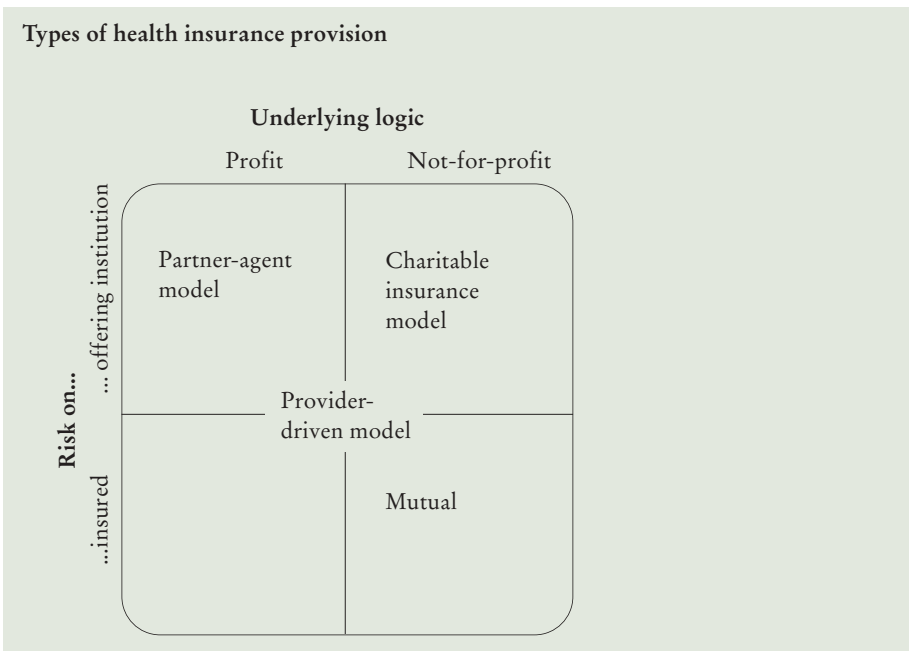 Types of health insurance provision
Underlying logic
Profit
Not-for-profit
Risk on...
... offering institution
...insured
Partner-agent
model
Charitable
insurance
model
Provider-
driven model
Mutual